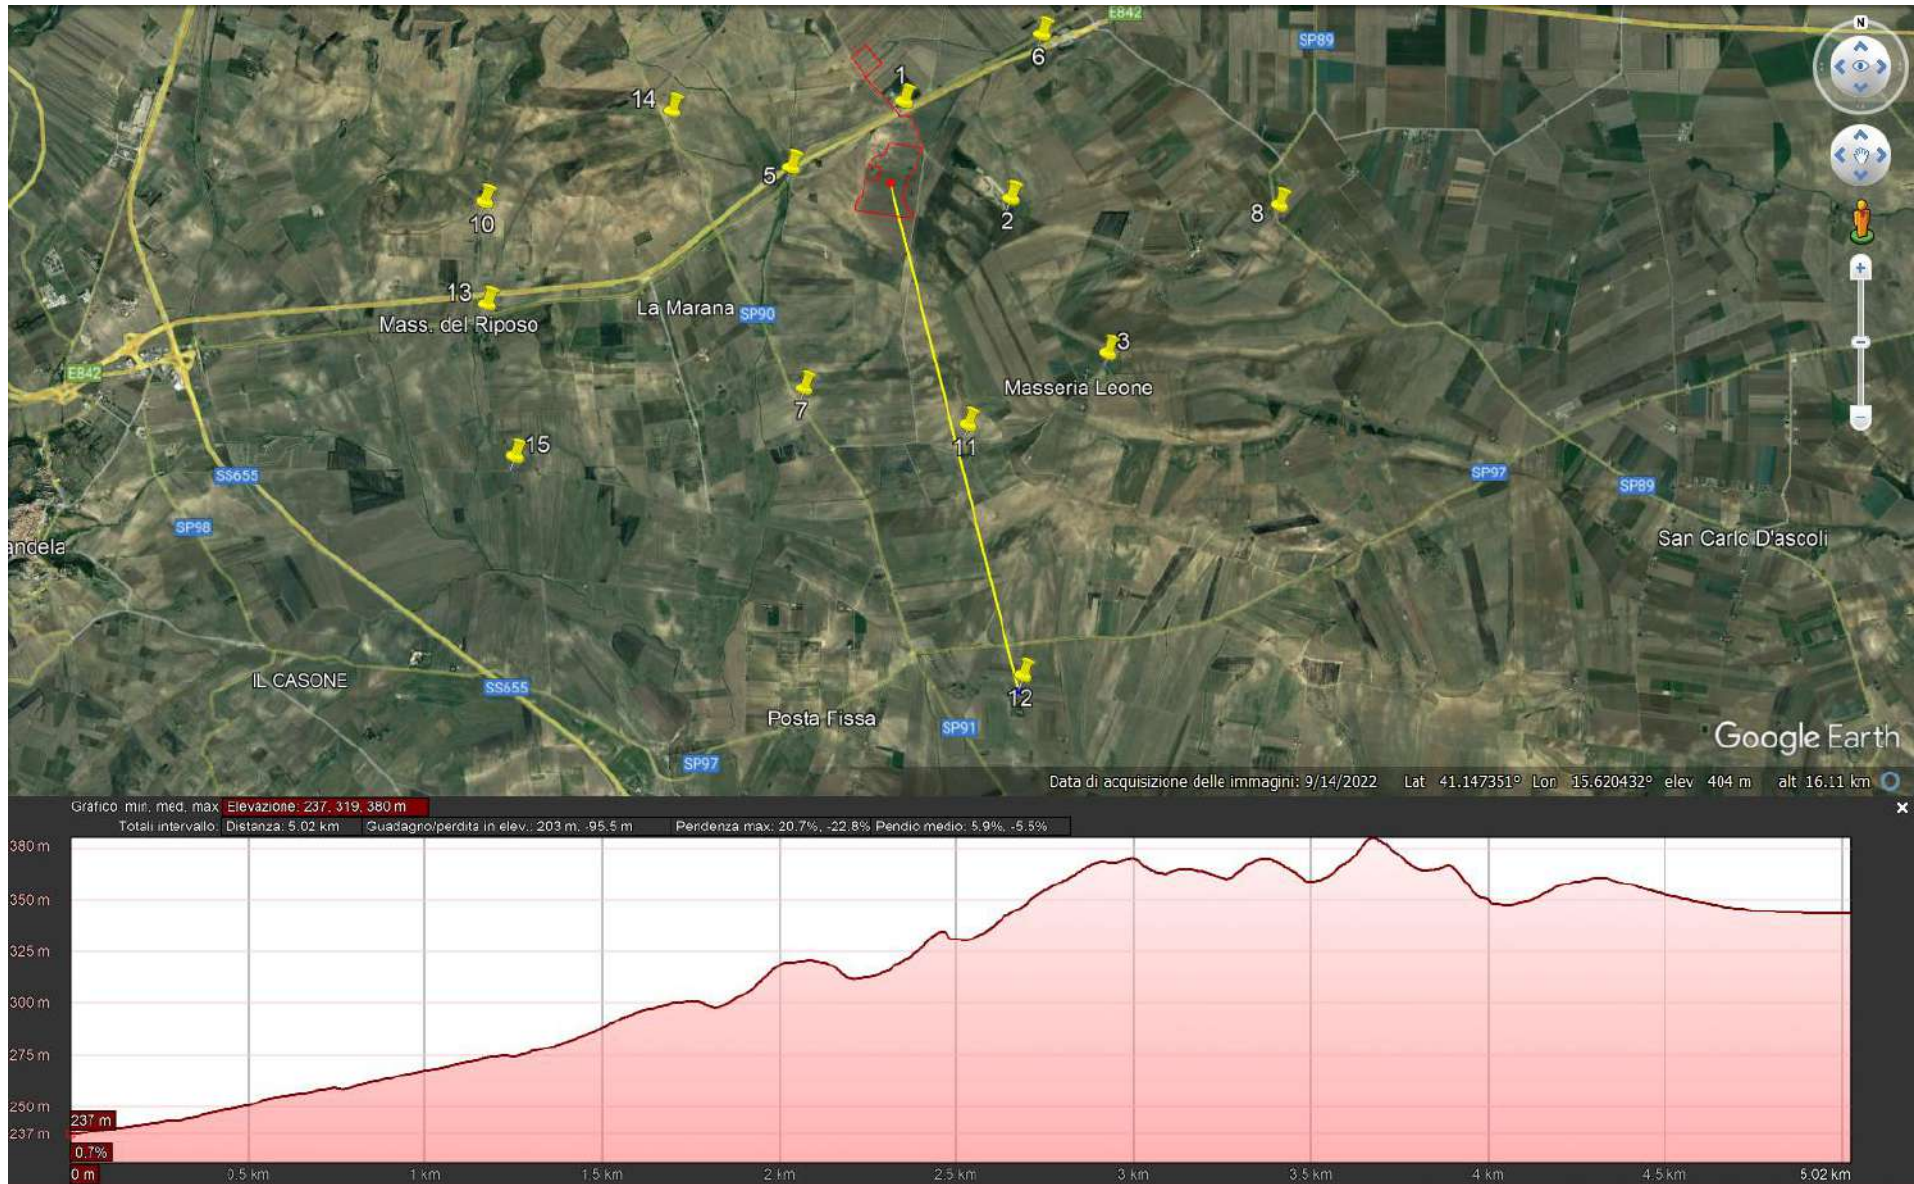 E842
N
SP89
6
1
14
5
10
2
8
13
La Marana
SP90
Mass. del Riposo
E842
3
Masseria Leone
7
11
15
SS655
SP97
SP89
SP98
andela
San Carlo D'ascoli
IL CASONE
SS655
12
Posta Fissa
SP91
SP97
Google Earth
Data di acquisizione delle immagini: 9/14/2022 Lat 41.147351° Lon 15.620432° elev 404 m alt 16.11 km
Grafico min, med, max Elevazione: 237, 319, 380 m
Totali intervallo: Distanza: 5.02 km Guadagno/perdita in elev.: 203 m, -95.5 m Pendenza max: 20.7%, -22.8% Pendio medio: 5.9%, -5.5%
380 m
350 m
325 m
300 m
275 m
250 m
237 m
237 m
0.7%
0 m 0.5 km 1 km 1.5 km 2 km 2.5 km 3 km 3.5 km 4 km 4.5 km 5.02 km